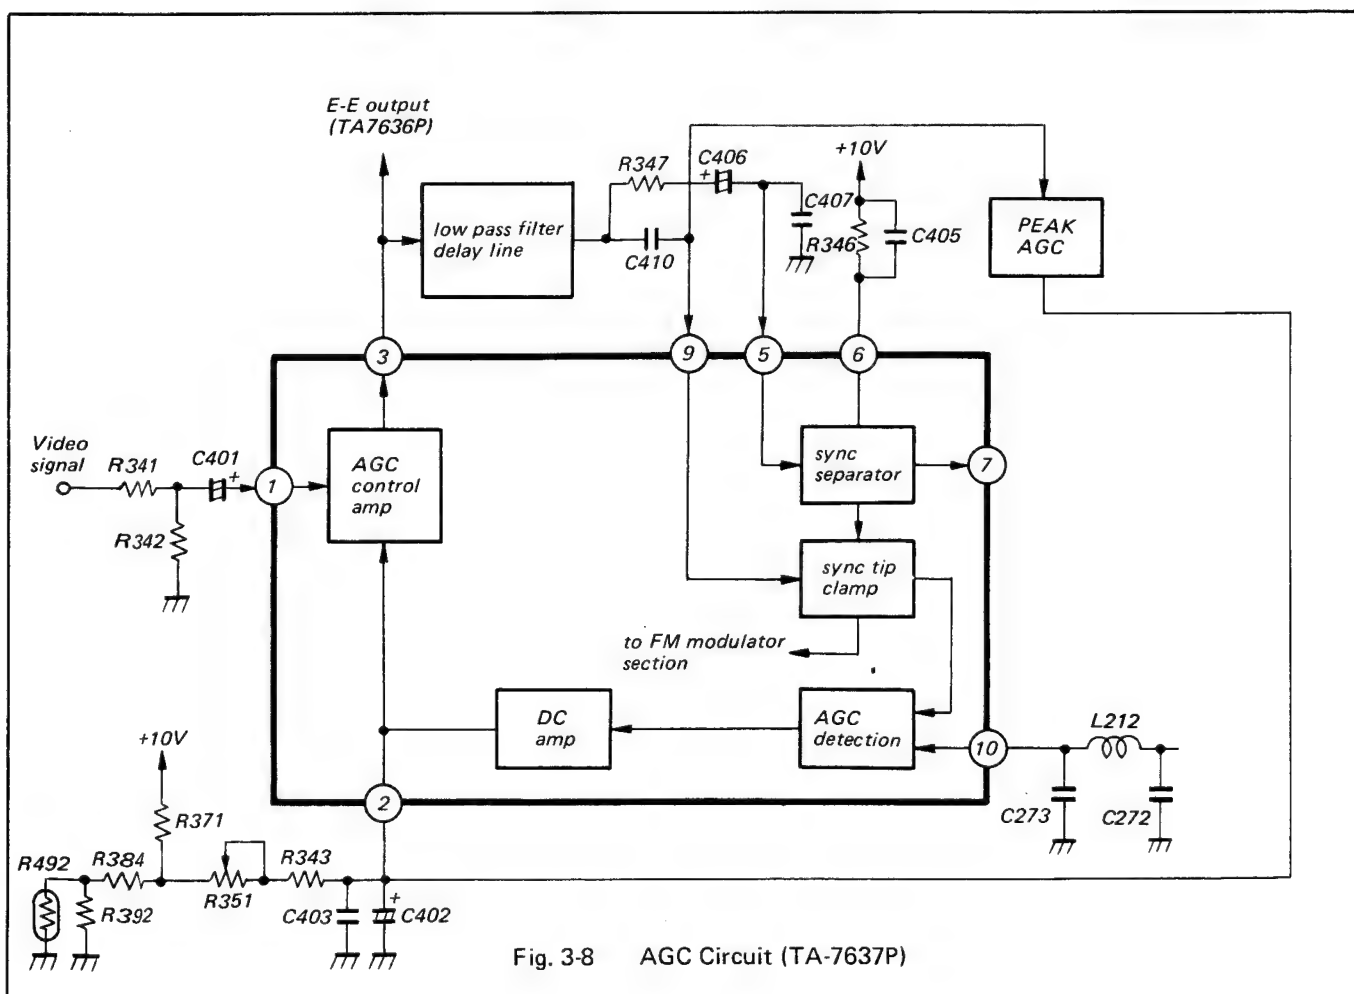 E-E output
(TA7636P)
R347
C406
+
+10V
C407
R346
C405
low pass filter
delay line
C410
PEAK
AGC
3
9
5
6
Video
signal
R341
C401
+
1
AGC
control
amp
sync
separator
7
R342
sync tip
clamp
to FM modulator
section
DC
amp
AGC
detection
10
L212
+10V
2
C273
C272
R371
R492
R384
R343
R351
R392
C403
+
C402
Fig. 3-8 AGC Circuit (TA-7637P)